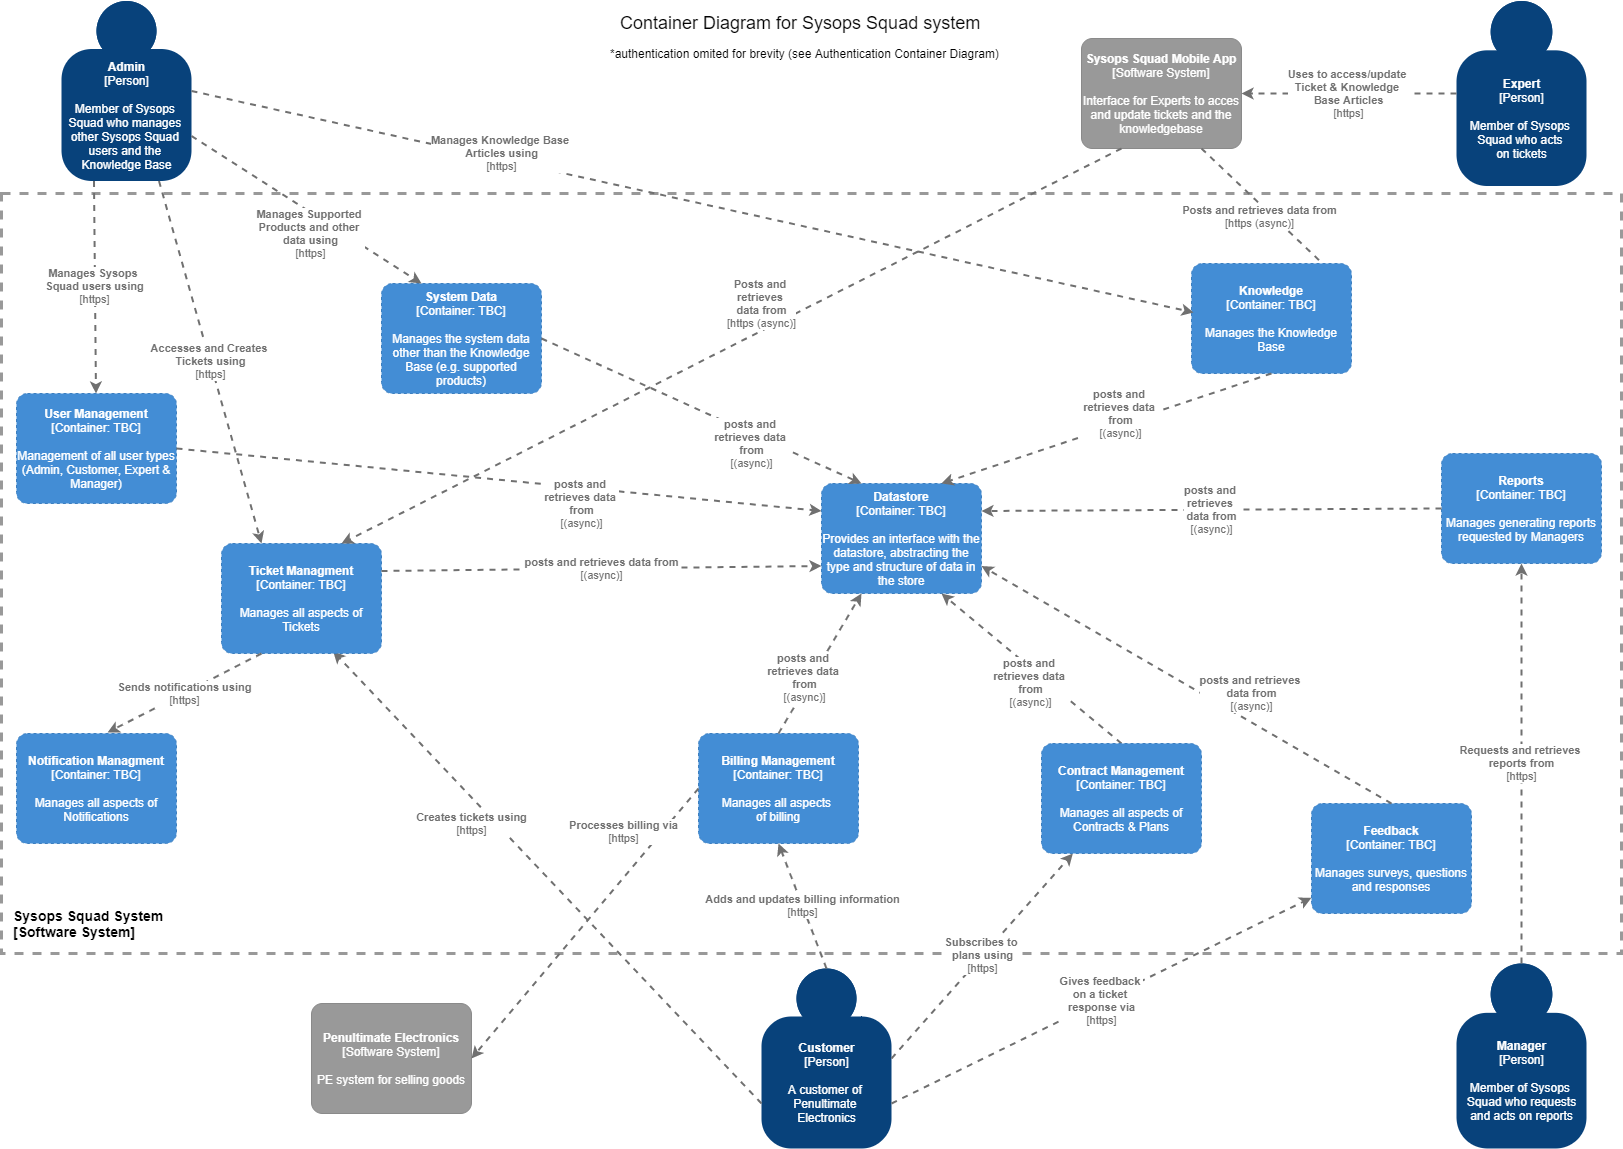 Container Diagram for Sysops Squad system
*authentication omited for brevity (see Authentication Container Diagram)
Admin
[Person]
Member of Sysops
Squad who manages
other Sysops Squad
users and the
Knowledge Base
Sysops Squad Mobile App
[Software System]
Interface for Experts to acces
and update tickets and the
knowledgebase
Uses to access/update
Ticket & Knowledge
Base Articles
[https]
Expert
[Person]
Member of Sysops
Squad who acts
on tickets
Manages Knowledge Base
Articles using
[https]
Manages Supported
Products and other
data using
[https]
Posts and retrieves data from
[https (async)]
Manages Sysops
Squad users using
[https]
Posts and
retrieves
data from
[https (async)]
Accesses and Creates
Tickets using
[https]
System Data
[Container: TBC]
Manages the system data
other than the Knowledge
Base (e.g. supported
products)
Knowledge
[Container: TBC]
Manages the Knowledge
Base
User Management
[Container: TBC]
Management of all user types
(Admin, Customer, Expert &
Manager)
posts and
retrieves data
from
[(async)]
posts and
retrieves data
from
[(async)]
posts and
retrieves data
from
[(async)]
Datastore
[Container: TBC]
Provides an interface with the
datastore, abstracting the
type and structure of data in
the store
posts and
retrieves
data from
[(async)]
Reports
[Container: TBC]
Manages generating reports
requested by Managers
Ticket Managment
[Container: TBC]
Manages all aspects of
Tickets
posts and retrieves data from
[(async)]
Sends notifications using
[https]
posts and
retrieves data
from
[(async)]
posts and
retrieves data
from
[(async)]
posts and retrieves
data from
[(async)]
Notification Managment
[Container: TBC]
Manages all aspects of
Notifications
Billing Management
[Container: TBC]
Manages all aspects
of billing
Contract Management
[Container: TBC]
Manages all aspects of
Contracts & Plans
Requests and retrieves
reports from
[https]
Creates tickets using
[https]
Processes billing via
[https]
Feedback
[Container: TBC]
Manages surveys, questions
and responses
Adds and updates billing information
[https]
Sysops Squad System
[Software System]
Subscribes to
plans using
[https]
Gives feedback
on a ticket
response via
[https]
Penultimate Electronics
[Software System]
PE system for selling goods
Customer
[Person]
A customer of
Penultimate
Electronics
Manager
[Person]
Member of Sysops
Squad who requests
and acts on reports